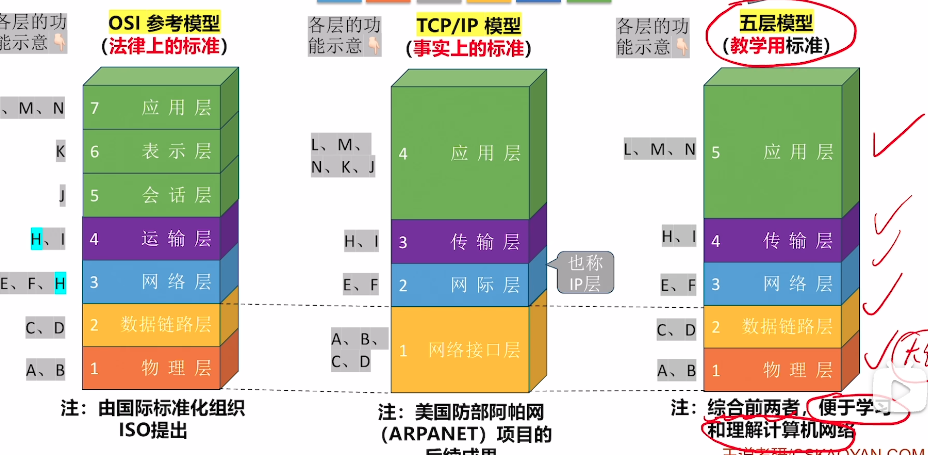 各层的功
能示意👇🏻
OSI 参考模型
(法律上的标准)
、M、N
K
J
H、I
E、F、H
C、D
A、B
7 应用层
6 表示层
5 会话层
4 运输层
3 网络层
2 数据链路层
1 物理层
注：由国际标准化组织
ISO提出
各层的功
能示意👇🏻
TCP/IP 模型
(事实上的标准)
L、M、
N、K、J
H、I
E、F
A、B、
C、D
4 应用层
3 传输层
2 网际层
1 网络接口层
也称
IP层
注：美国防部阿帕网
（ARPANET）项目的
后续成果
各层的功
能示意👇🏻
五层模型
(教学用标准)
L、M、N
H、I
E、F
C、D
A、B
5 应用层
4 传输层
3 网络层
2 数据链路层
1 物理层
注：综合前两者，便于学习
和理解计算机网络